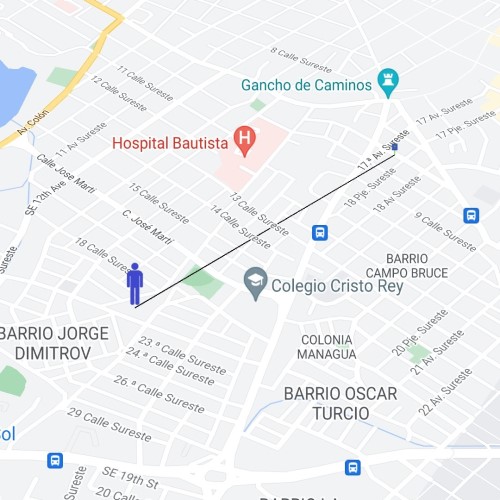 8 Calle Sureste
11 Calle Sureste
Gancho de Caminos
12 Calle Sureste
17 Av. Sureste
17 Pje. Sureste
Av. Colón
11 Av Sureste
Hospital Bautista
H
17.ª Av. Sureste
Calle Jose Marti
18 Pje. Sureste
15 Calle Sureste
13 Calle Sureste
18 Av Sureste
SE 12th Ave
C. José Martí
14 Calle Sureste
9 Calle Sureste
18 Calle Sureste
BARRIO
CAMPO BRUCE
Colegio Cristo Rey
BARRIO JORGE
DIMITROV
23.ª Calle Sureste
24.ª Calle Sureste
COLONIA
MANAGUA
20 Pje. Sureste
21 Av. Sureste
26.ª Calle Sureste
BARRIO OSCAR
TURCIO
22 Av. Sureste
29 Calle Sureste
Sol
SE 19th St
20 Calle Sureste